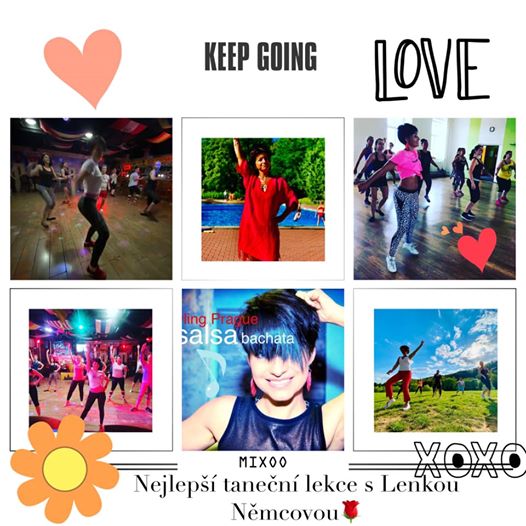 KEEP GOING
LOVE
ling Prague
salsa bachata
MIXOO
XOXO
Nejlepší taneční lekce s Lenkou
Němcovou